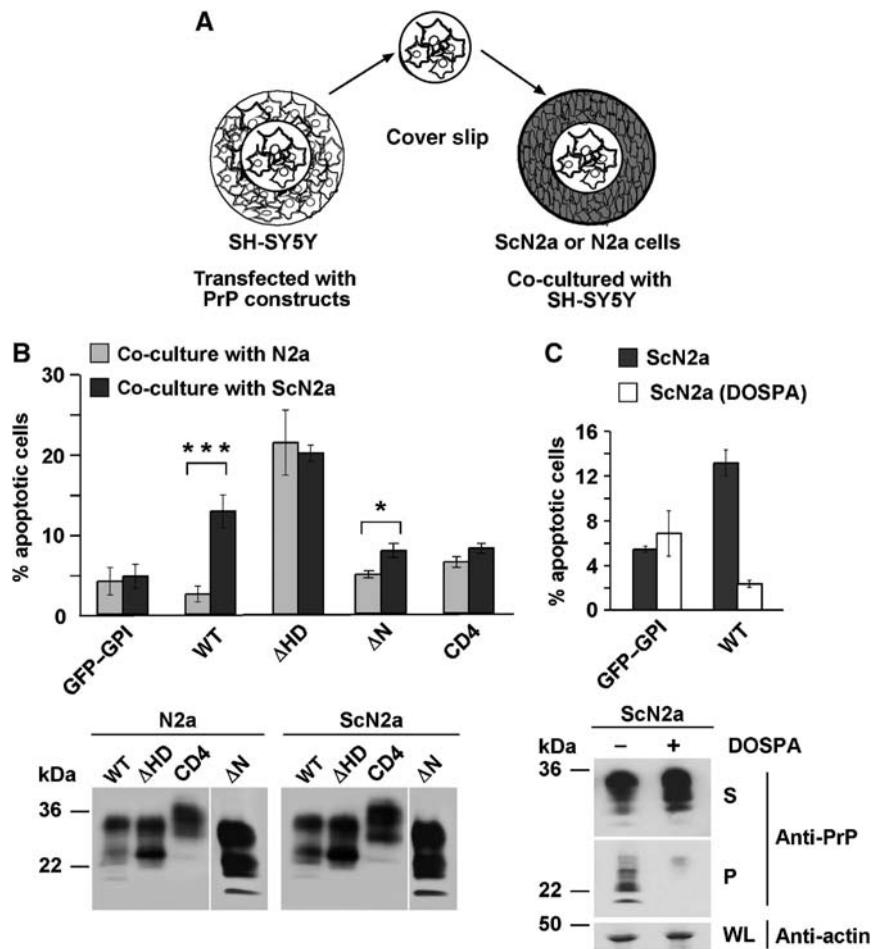 A
Cover slip
SH-SY5Y
ScN2a or N2a cells
Transfected with
PrP constructs
Co-cultured with
SH-SY5Y
B
Co-culture with N2a
Co-culture with ScN2a
% apoptotic cells
30
20
10
0
***
*
GFP–GPI
WT
ΔHD
ΔN
CD4
N2a
ScN2a
WT
ΔHD
CD4
ΔN
WT
ΔHD
CD4
ΔN
kDa
36
22
C
ScN2a
ScN2a (DOSPA)
% apoptotic cells
16
12
8
4
0
GFP–GPI
WT
ScN2a
kDa
– + DOSPA
36
S
Anti-PrP
P
22
50
WL Anti-actin